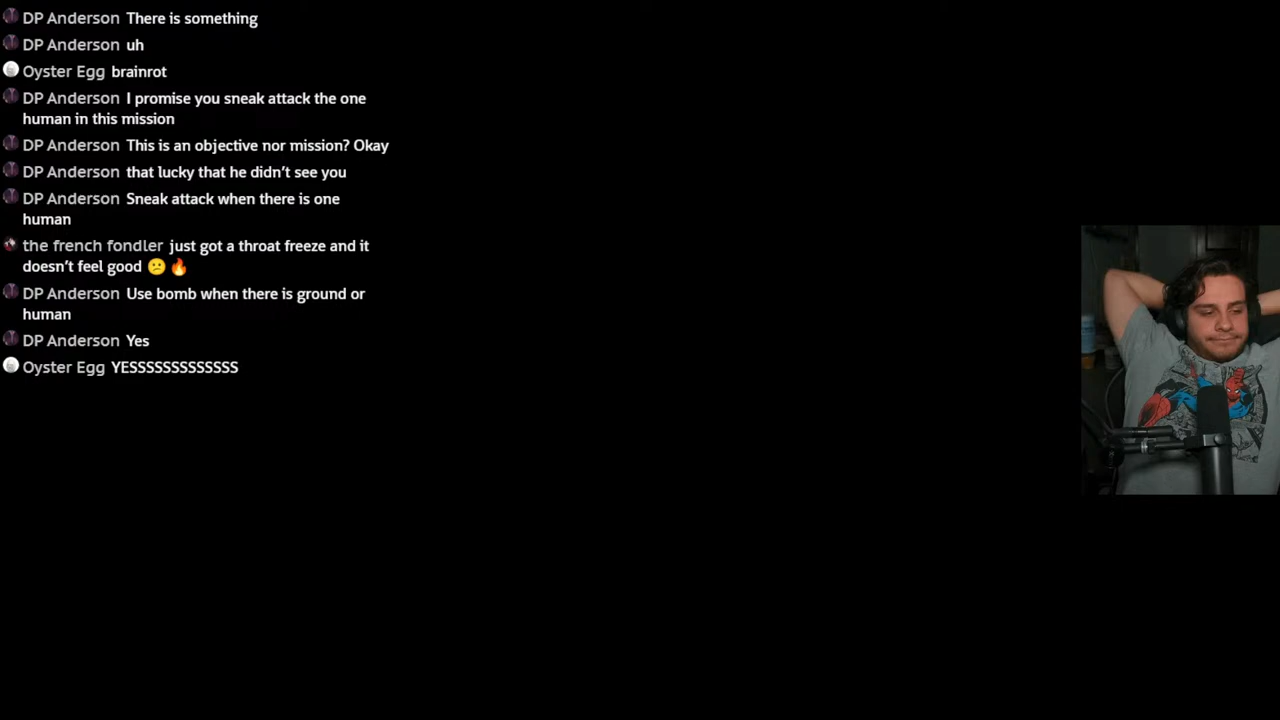 DP Anderson There is something
DP Anderson uh
Oyster Egg brainrot
DP Anderson I promise you sneak attack the one
human in this mission
DP Anderson This is an objective nor mission? Okay
DP Anderson that lucky that he didn't see you
DP Anderson Sneak attack when there is one
human
the french fondler just got a throat freeze and it
doesn't feel good 😕🔥
DP Anderson Use bomb when there is ground or
human
DP Anderson Yes
Oyster Egg YESSSSSSSSSSSSS